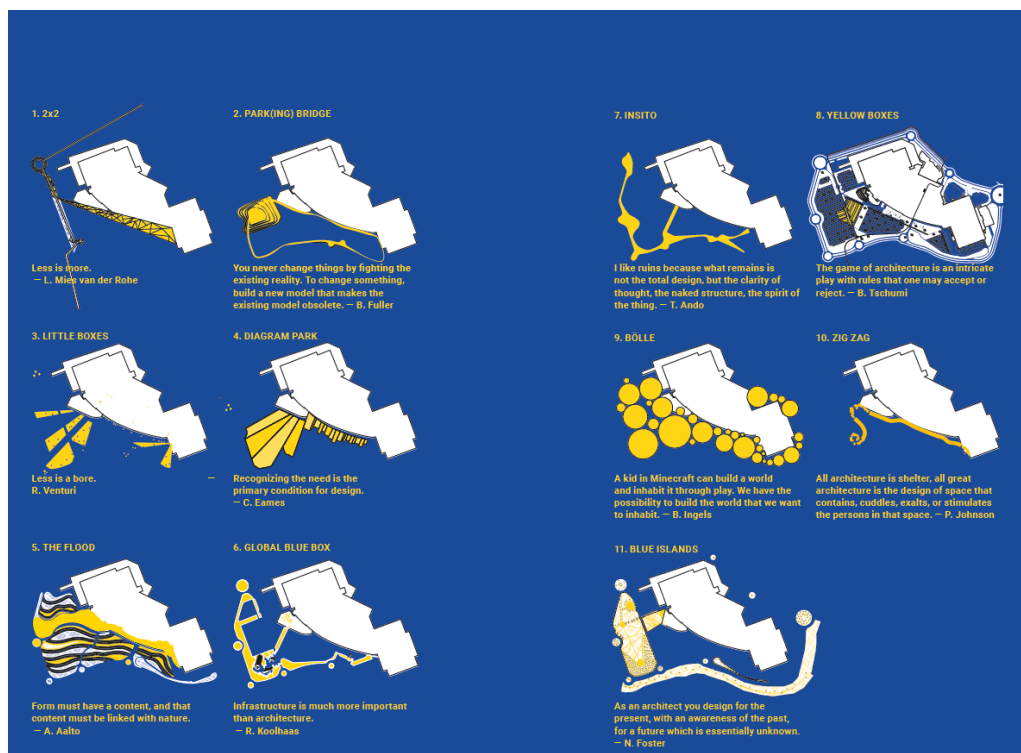 1. 2x2
Less is more.
— L. Mies van der Rohe
2. PARK(ING) BRIDGE
You never change things by fighting the
existing reality. To change something,
build a new model that makes the
existing model obsolete. — B. Fuller
3. LITTLE BOXES
Less is a bore. —
R. Venturi
4. DIAGRAM PARK
Recognizing the need is the
primary condition for design.
— C. Eames
5. THE FLOOD
Form must have a content, and that
content must be linked with nature.
— A. Aalto
6. GLOBAL BLUE BOX
Infrastructure is much more important
than architecture.
— R. Koolhaas
7. INSITO
I like ruins because what remains is
not the total design, but the clarity of
thought, the naked structure, the spirit of
the thing. — T. Ando
8. YELLOW BOXES
The game of architecture is an intricate
play with rules that one may accept or
reject. — B. Tschumi
9. BÖLLE
A kid in Minecraft can build a world
and inhabit it through play. We have the
possibility to build the world that we want
to inhabit. — B. Ingels
10. ZIG ZAG
All architecture is shelter, all great
architecture is the design of space that
contains, cuddles, exalts, or stimulates
the persons in that space. — P. Johnson
11. BLUE ISLANDS
As an architect you design for the
present, with an awareness of the past,
for a future which is essentially unknown.
— N. Foster